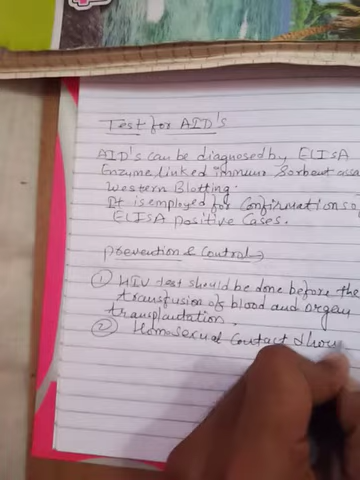 Test for AID's
AID's can be diagnosed by ELISA
Enzyme Linked immuno Sorbent assa
Western Blotting.
It is employed for Confirmation so
ELISA positive Cases.
Prevention & Control →
① HIV test should be done before the
transfusion of blood and organ
transplantation.
② Homosexual Contact shou